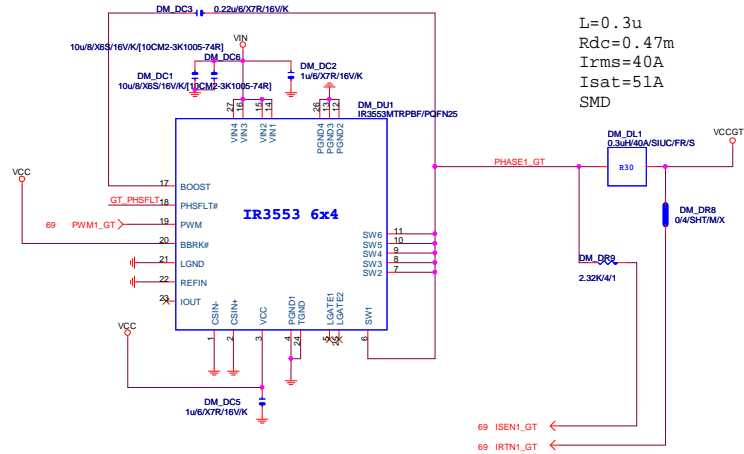 DM_DC3 0.22u/6/X7R/16V/K
L=0.3u
Rdc=0.47m
Irms=40A
Isat=51A
SMD
VIN
10u/8/X6S/16V/K/[10CM2-3K1005-74R]
DM_DC6
DM_DC1
10u/8/X6S/16V/K/[10CM2-3K1005-74R]
DM_DC2
1u/6/X7R/16V/K
DM_DU1
IR3553MTRPBF/PQFN25
27 16 15 14 26 13 12
VIN4 VIN3 VIN2 VIN1 PGND4 PGND3 PGND2
DM_DL1
0.3uH/40A/SIUC/FR/S
VCCGT
PHASE1_GT
R30
VCC
17 BOOST
GT_PHSFLT 18 PHSFLT#
IR3553 6x4
69 PWM1_GT 19 PWM
20 BBRK#
21 LGND
22 REFIN
23 IOUT
SW6 11
SW5 10
SW4 9
SW3 8
SW2 7
DM_DR8
0/4/SHT/M/X
DM_DR9
2.32K/4/1
CSIN- CSIN+ VCC PGND1 TGND LGATE1 LGATE2 SW1
1 2 3 4 24 5 25 6
VCC
DM_DC5
1u/6/X7R/16V/K
69 ISEN1_GT
69 IRTN1_GT